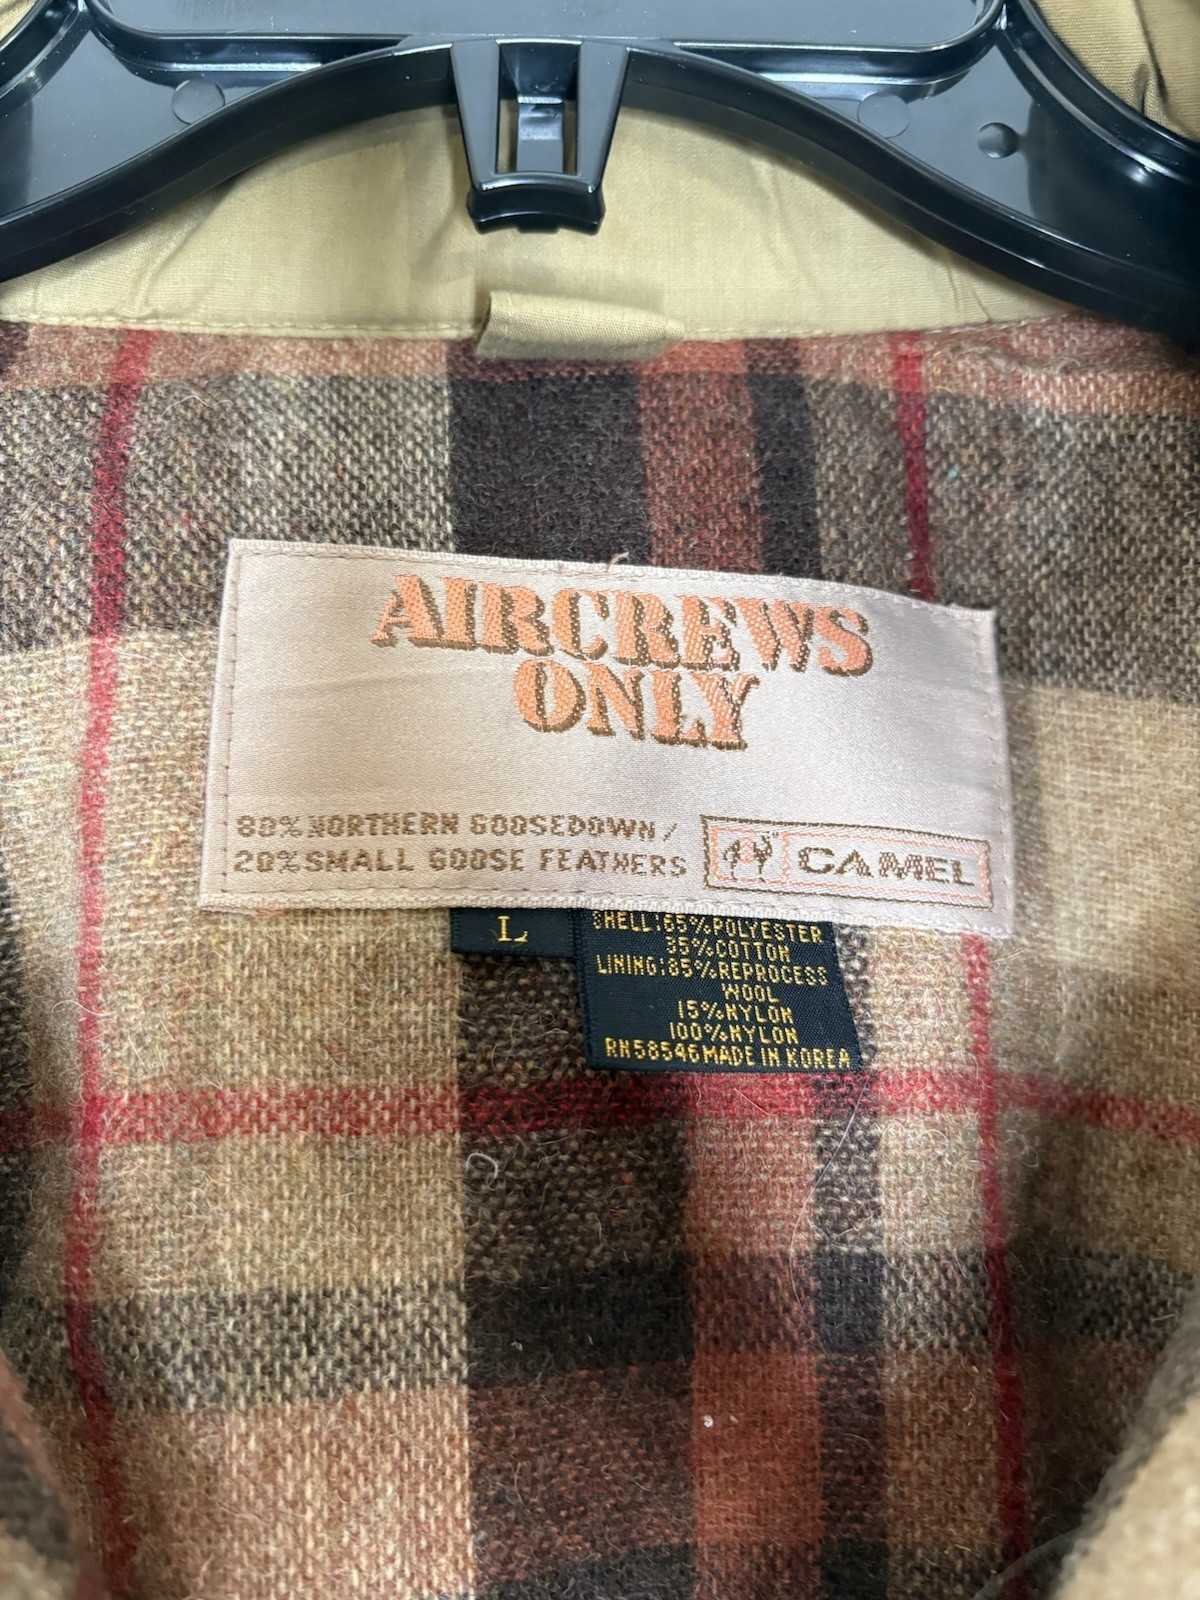 AIRCREWS
ONLY
80% NORTHERN GOOSEDOWN/
20% SMALL GOOSE FEATHERS
CAMEL
L
SHELL:65%POLYESTER
35%COTTON
LINING:85%REPROCESS
WOOL
15%NYLON
100%NYLON
RN58546 MADE IN KOREA